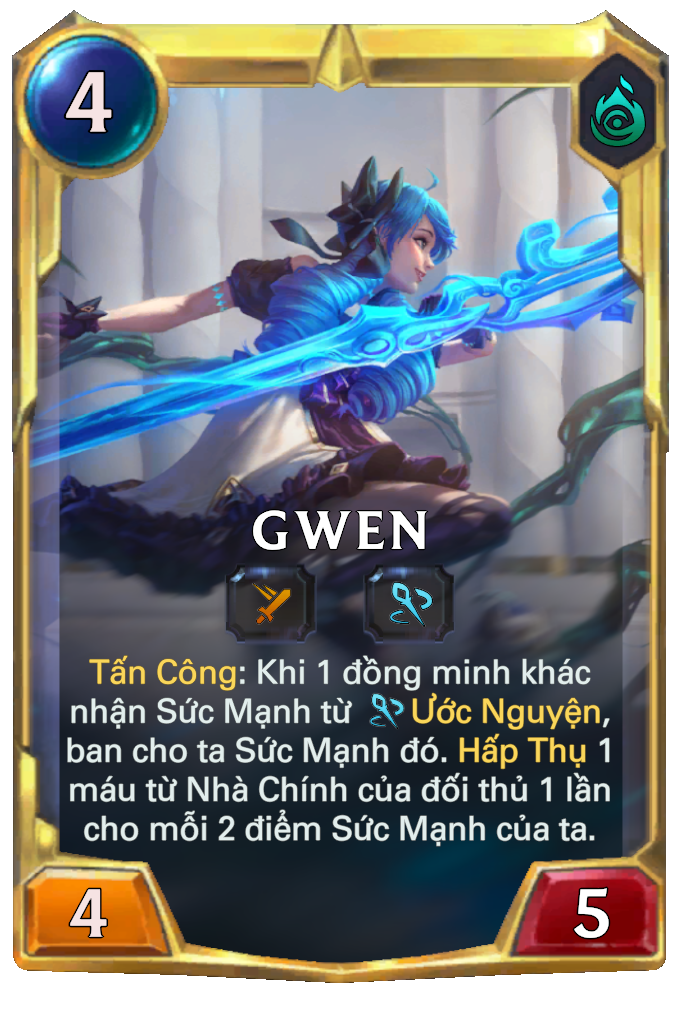 4
GWEN
Tấn Công: Khi 1 đồng minh khác
nhận Sức Mạnh từ Ước Nguyện,
ban cho ta Sức Mạnh đó. Hấp Thụ 1
máu từ Nhà Chính của đối thủ 1 lần
cho mỗi 2 điểm Sức Mạnh của ta.
4
5